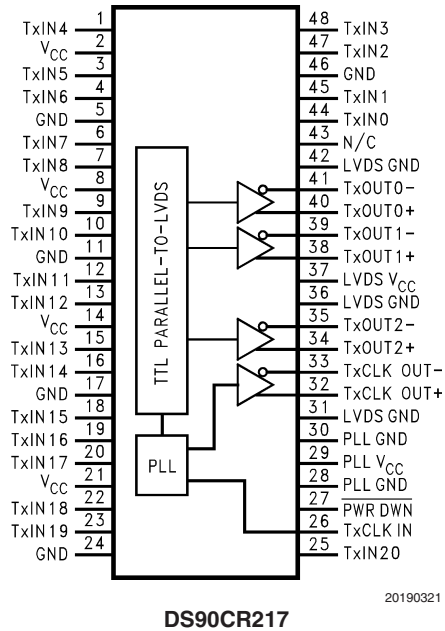 TxIN4 1 48 TxIN3
VCC 2 47 TxIN2
TxIN5 3 46 GND
TxIN6 4 45 TxIN1
GND 5 44 TxIN0
TxIN7 6 43 N/C
TxIN8 7 42 LVDS GND
VCC 8 41 TxOUT0-
TxIN9 9 40 TxOUT0+
TxIN10 10 39 TxOUT1-
GND 11 38 TxOUT1+
TxIN11 12 37 LVDS VCC
TxIN12 13 36 LVDS GND
VCC 14 35 TxOUT2-
TxIN13 15 34 TxOUT2+
TxIN14 16 33 TxCLK OUT-
GND 17 32 TxCLK OUT+
TxIN15 18 31 LVDS GND
TxIN16 19 30 PLL GND
TxIN17 20 29 PLL VCC
VCC 21 28 PLL GND
TxIN18 22 27 PWR DWN
TxIN19 23 26 TxCLK IN
GND 24 25 TxIN20
TTL PARALLEL-TO-LVDS
PLL
20190321
DS90CR217